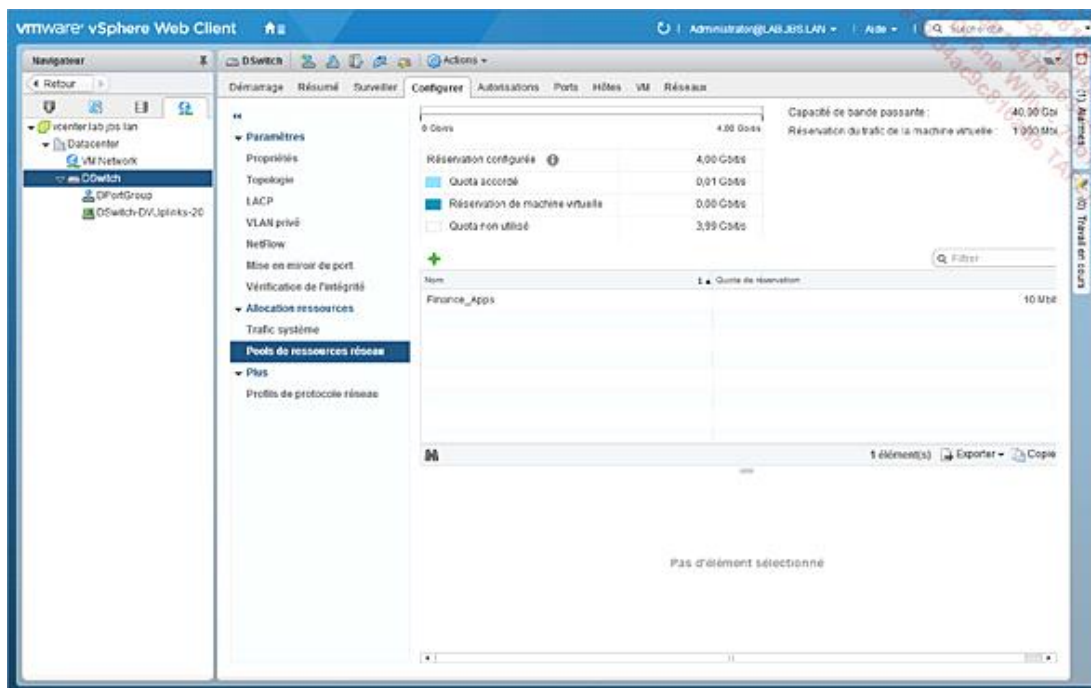 vmware® vSphere Web Client
Administrator@LAB.JBS.LAN
Aide
Navigateur
DSwitch
Actions
Retour
Démarrage Résumé Surveiller Configurer Autorisations Ports Hôtes VM Réseaux
vcenter.lab.jbs.lan
Datacenter
VM Network
DSwitch
DPortGroup
DSwitch-DVUplinks-20
Paramètres
Propriétés
Topologie
LACP
VLAN privé
NetFlow
Mise en miroir de port
Vérification de l'intégrité
Allocation ressources
Trafic système
Pools de ressources réseau
Plus
Profils de protocole réseau
0 Gbit/s 4,00 Gbit/s
Capacité de bande passante : 40,00 Gbi
Réservation du trafic de la machine virtuelle : 1 000 Mbi
Réservation configurée 4,00 Gbit/s
Quota accordé 0,01 Gbit/s
Réservation de machine virtuelle 0,00 Gbit/s
Quota non utilisé 3,99 Gbit/s
Filtrer
Nom 1 Quota de réservation
Finance_Apps 10 Mbit
1 élément(s) Exporter Copie
Pas d'élément sélectionné
Alarmes
(0) Travail en cours